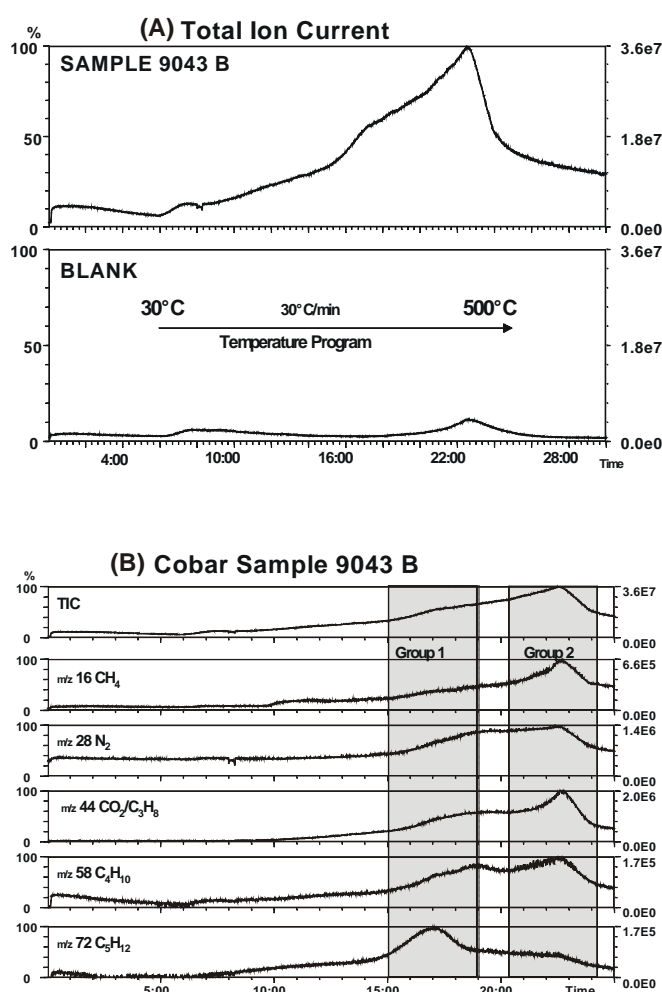 (A) Total Ion Current
%
100
3.6e7
SAMPLE 9043 B
50
1.8e7
0
0.0e0
100
3.6e7
BLANK
30°C
30°C/min
500°C
Temperature Program
50
1.8e7
0
0.0e0
4:00
10:00
16:00
22:00
28:00
Time
(B) Cobar Sample 9043 B
%
100
3.6E7
TIC
0
0.0E0
Group 1
Group 2
100
6.6E5
m/z 16 CH₄
0
0.0E0
100
1.4E6
m/z 28 N₂
0
0.0E0
100
2.0E6
m/z 44 CO₂/C₃H₈
0
0.0E0
100
1.7E5
m/z 58 C₄H₁₀
0
0.0E0
100
1.7E5
m/z 72 C₅H₁₂
0
0.0E0
5:00
10:00
15:00
20:00
Time